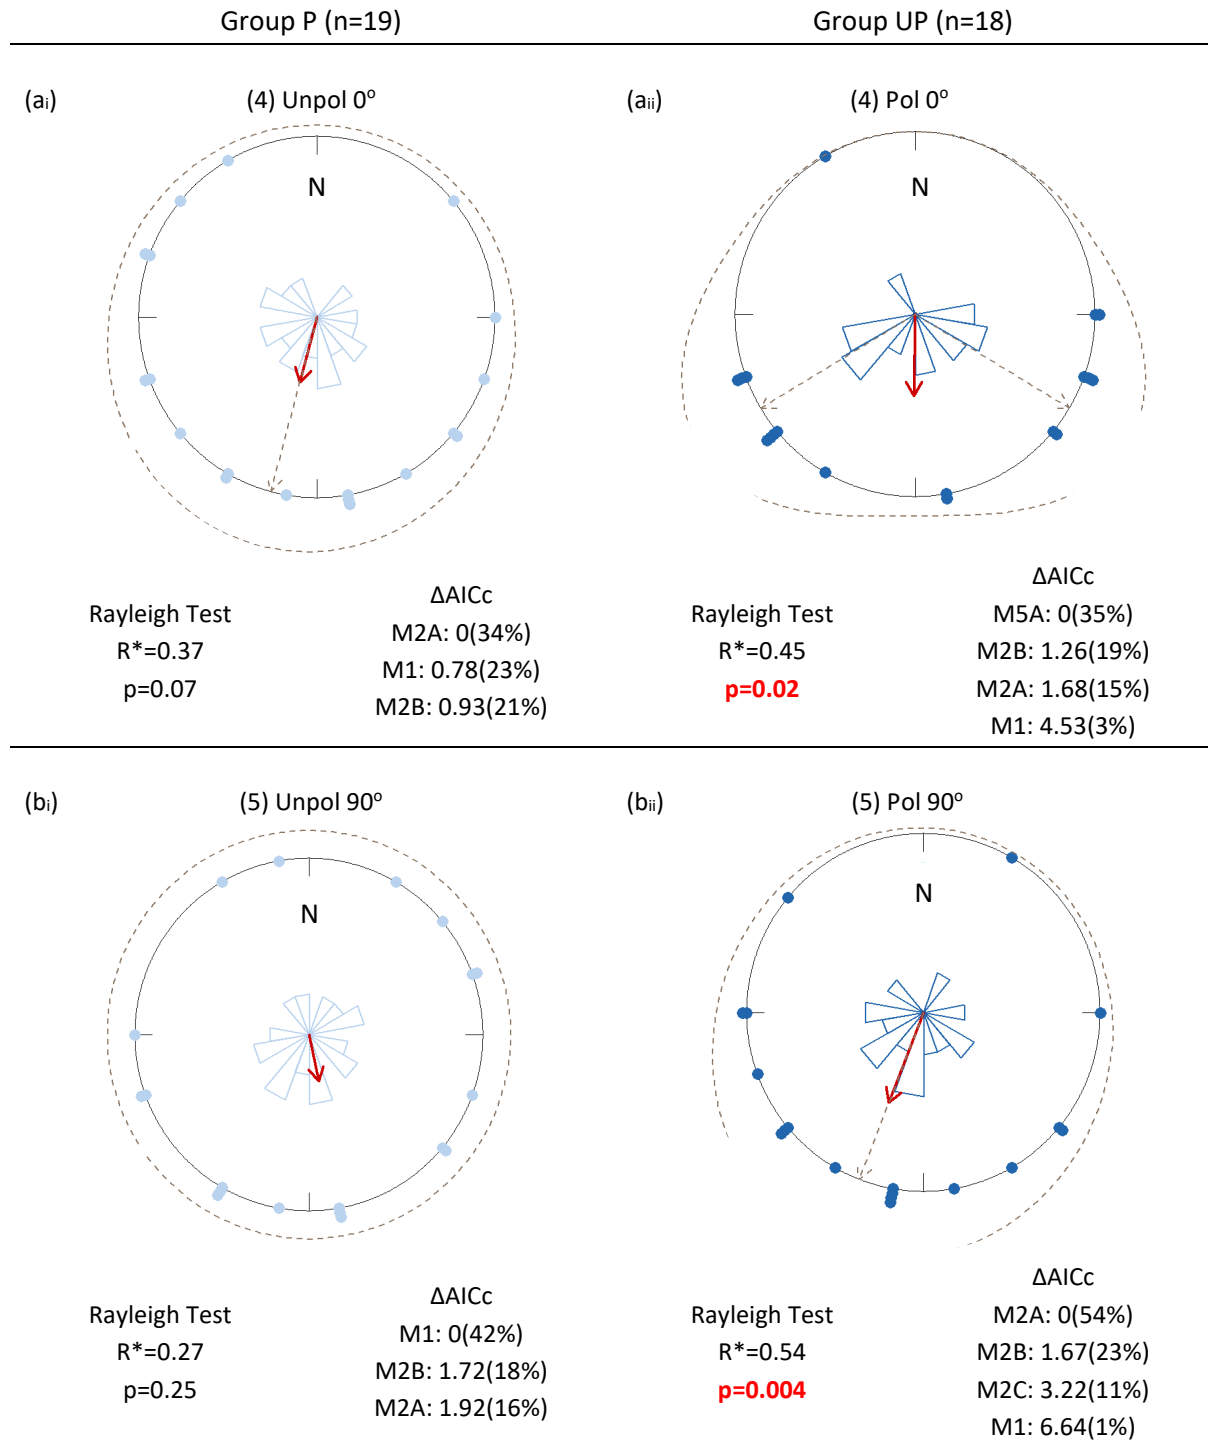 Group P (n=19)
Group UP (n=18)
(ai)
(4) Unpol 0°
N
Rayleigh Test
R*=0.37
p=0.07
ΔAICc
M2A: 0(34%)
M1: 0.78(23%)
M2B: 0.93(21%)
(aii)
(4) Pol 0°
N
Rayleigh Test
R*=0.45
p=0.02
ΔAICc
M5A: 0(35%)
M2B: 1.26(19%)
M2A: 1.68(15%)
M1: 4.53(3%)
(bi)
(5) Unpol 90°
N
Rayleigh Test
R*=0.27
p=0.25
ΔAICc
M1: 0(42%)
M2B: 1.72(18%)
M2A: 1.92(16%)
(bii)
(5) Pol 90°
N
Rayleigh Test
R*=0.54
p=0.004
ΔAICc
M2A: 0(54%)
M2B: 1.67(23%)
M2C: 3.22(11%)
M1: 6.64(1%)